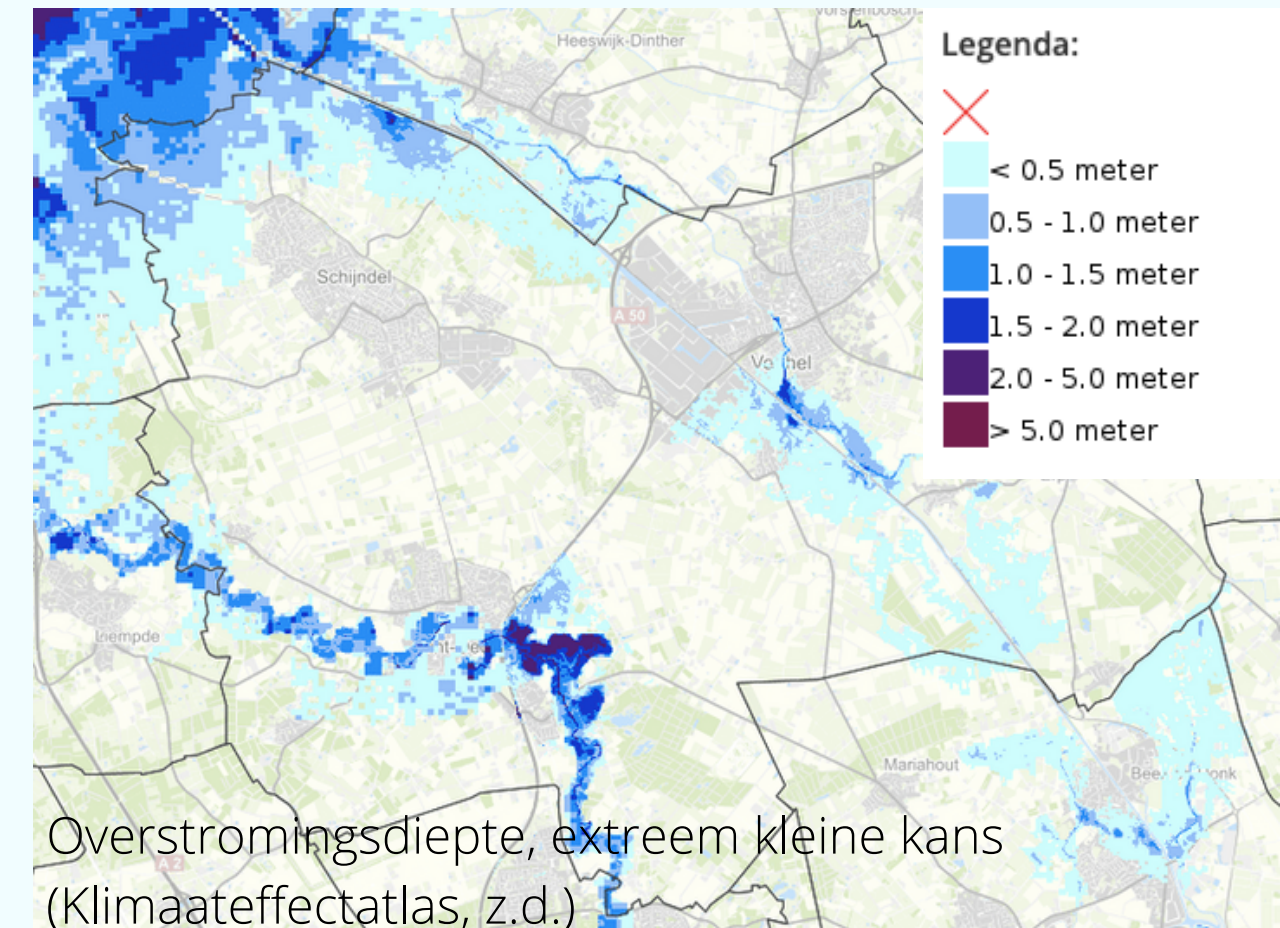 Vorstenbosch
Heeswijk-Dinther
Legenda:
< 0.5 meter
0.5 - 1.0 meter
1.0 - 1.5 meter
1.5 - 2.0 meter
2.0 - 5.0 meter
> 5.0 meter
Schijndel
A 50
Liempde
Mariahout
Overstromingsdiepte, extreem kleine kans
A 2
(Klimaateffectatlas, z.d.)